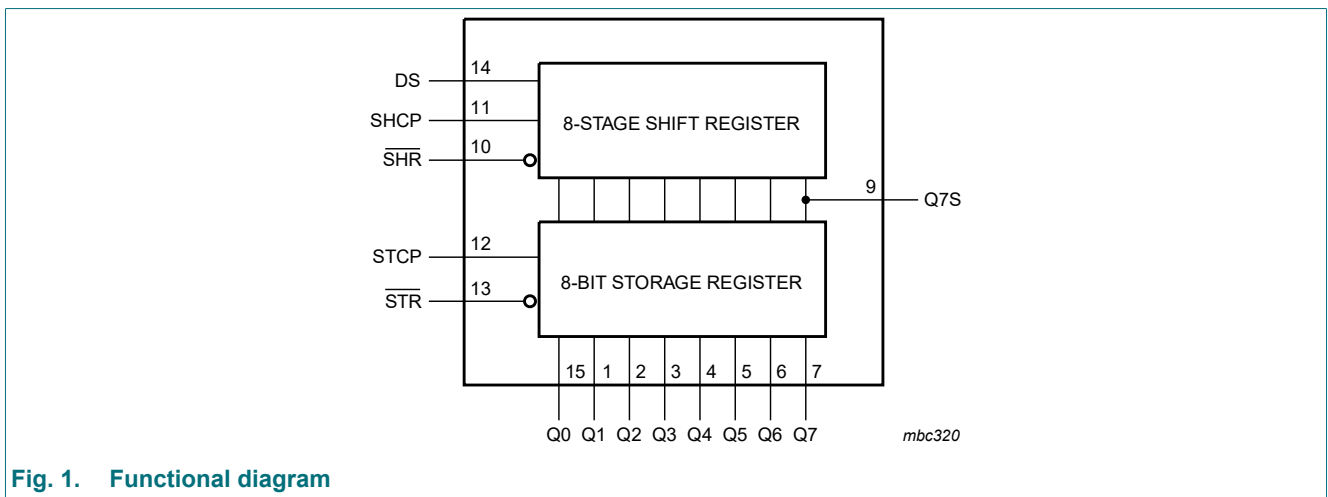 DS
14
SHCP
11
SHR
10
8-STAGE SHIFT REGISTER
9
Q7S
STCP
12
STR
13
8-BIT STORAGE REGISTER
15 1 2 3 4 5 6 7
Q0 Q1 Q2 Q3 Q4 Q5 Q6 Q7
mbc320
Fig. 1. Functional diagram